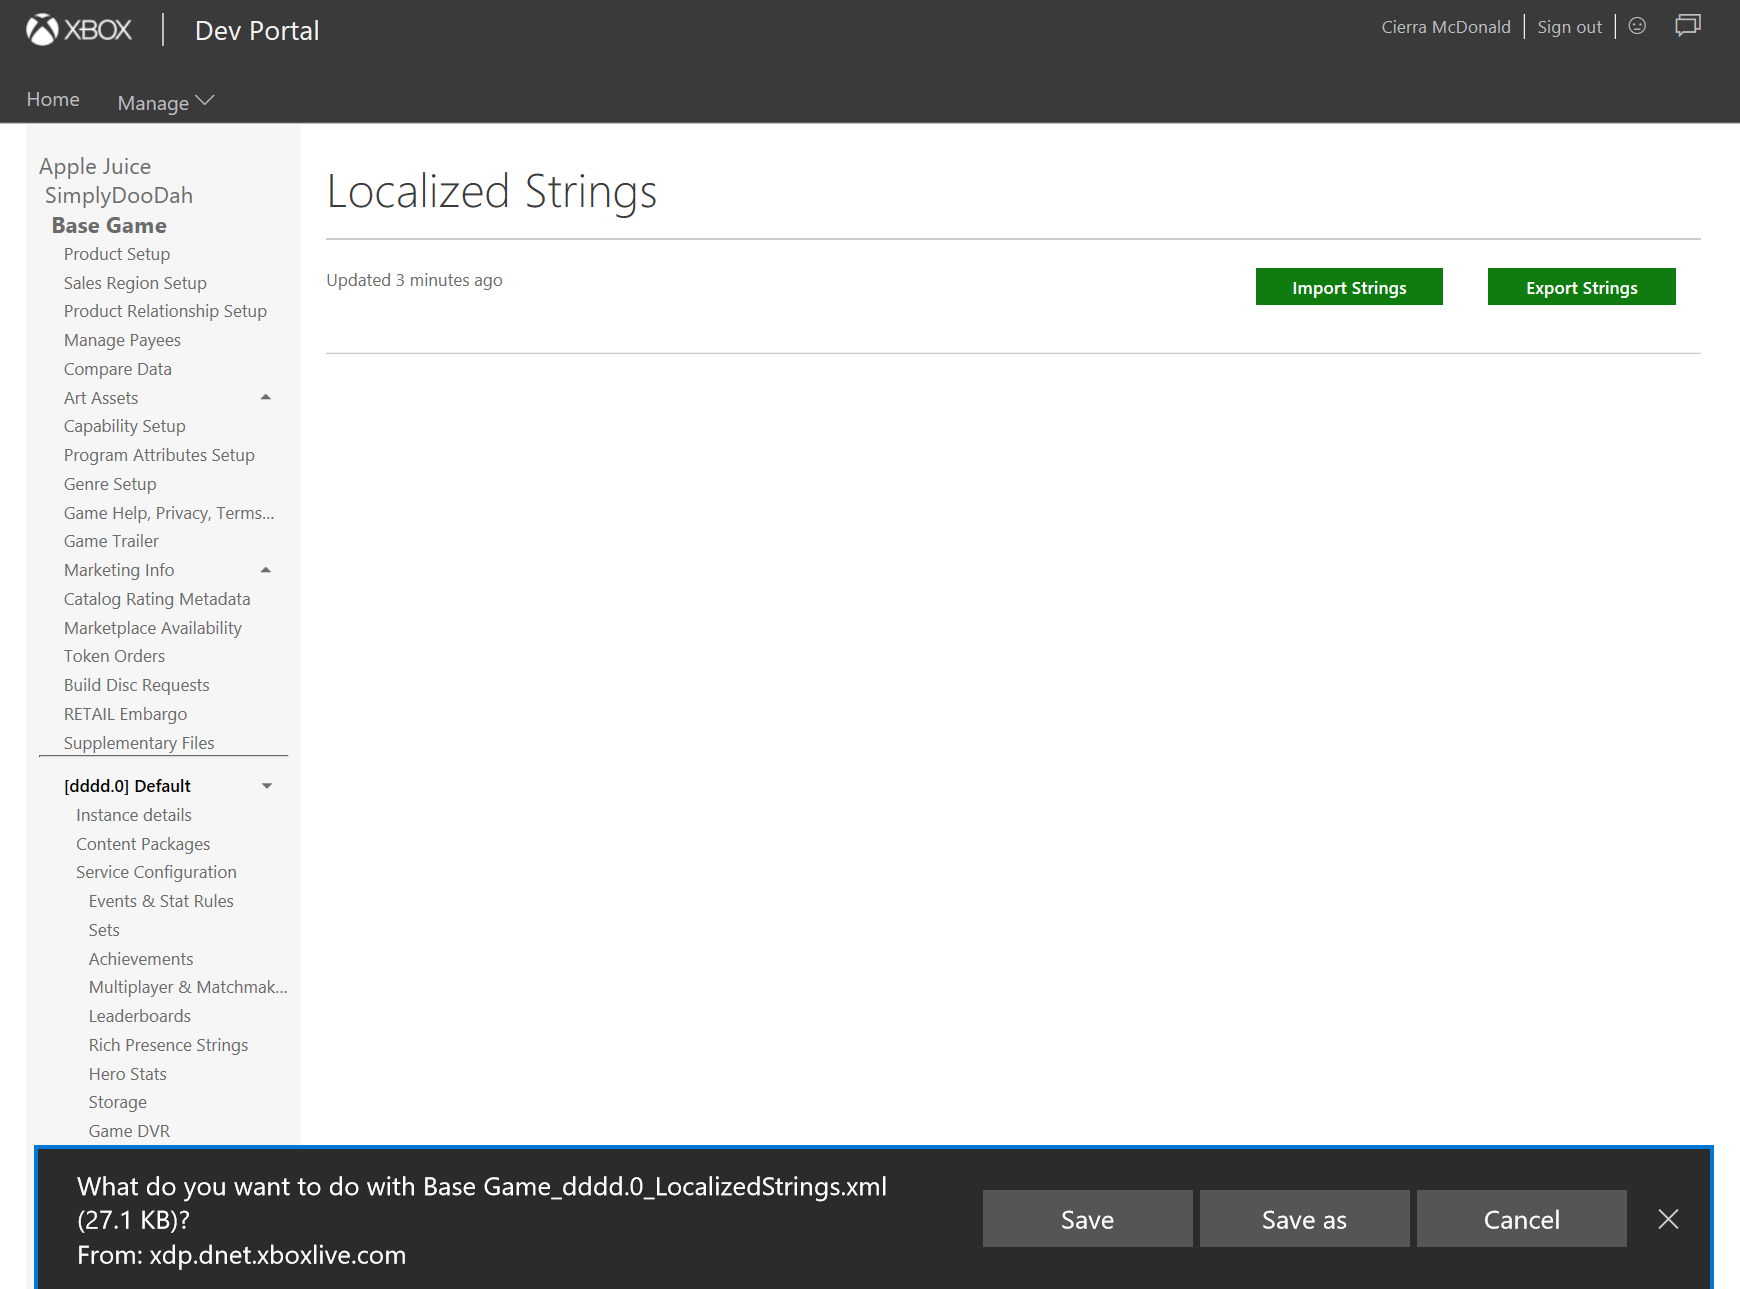 XBOX
Dev Portal
Cierra McDonald
Sign out
Home
Manage
Apple Juice
SimplyDooDah
Base Game
Product Setup
Sales Region Setup
Product Relationship Setup
Manage Payees
Compare Data
Art Assets
Capability Setup
Program Attributes Setup
Genre Setup
Game Help, Privacy, Terms...
Game Trailer
Marketing Info
Catalog Rating Metadata
Marketplace Availability
Token Orders
Build Disc Requests
RETAIL Embargo
Supplementary Files
[dddd.0] Default
Instance details
Content Packages
Service Configuration
Events & Stat Rules
Sets
Achievements
Multiplayer & Matchmak...
Leaderboards
Rich Presence Strings
Hero Stats
Storage
Game DVR
Localized Strings
Updated 3 minutes ago
Import Strings
Export Strings
What do you want to do with Base Game_dddd.0_LocalizedStrings.xml
(27.1 KB)?
From: xdp.dnet.xboxlive.com
Save
Save as
Cancel